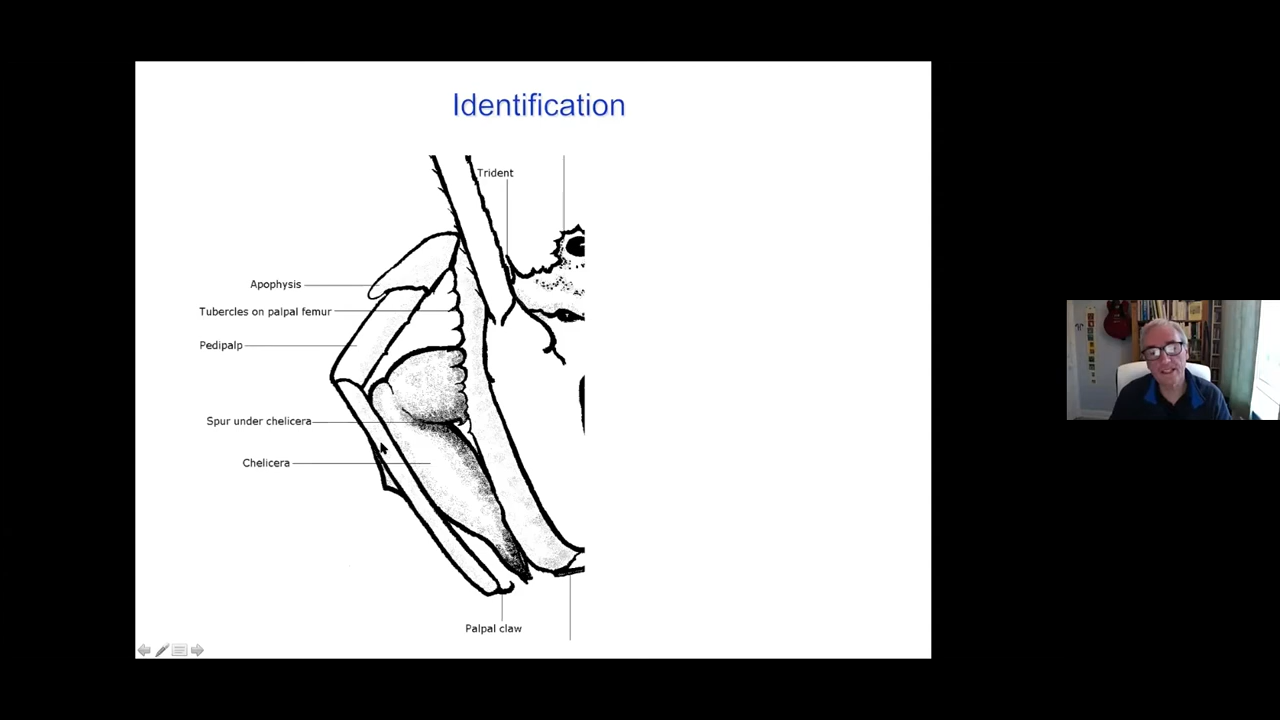 Identification
Trident
Apophysis
Tubercles on palpal femur
Pedipalp
Spur under chelicera
Chelicera
Palpal claw